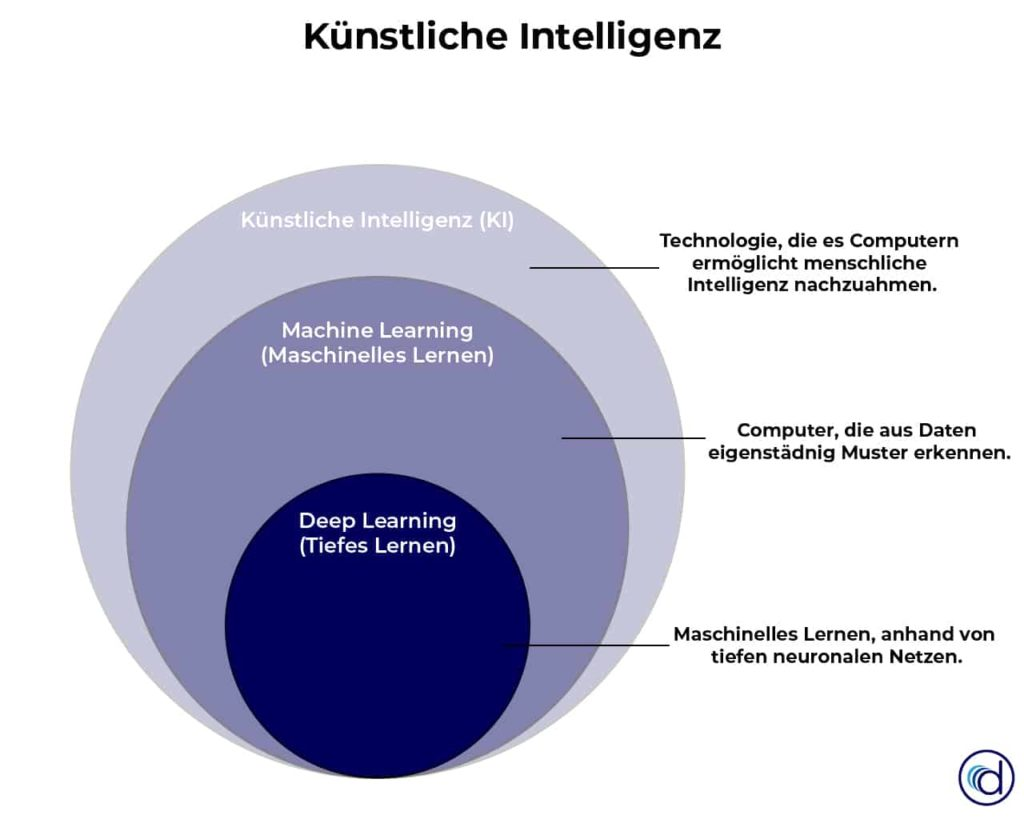 Künstliche Intelligenz
Künstliche Intelligenz (KI)
Technologie, die es Computern
ermöglicht menschliche
Intelligenz nachzuahmen.
Machine Learning
(Maschinelles Lernen)
Computer, die aus Daten
eigenstädnig Muster erkennen.
Deep Learning
(Tiefes Lernen)
Maschinelles Lernen, anhand von
tiefen neuronalen Netzen.
d